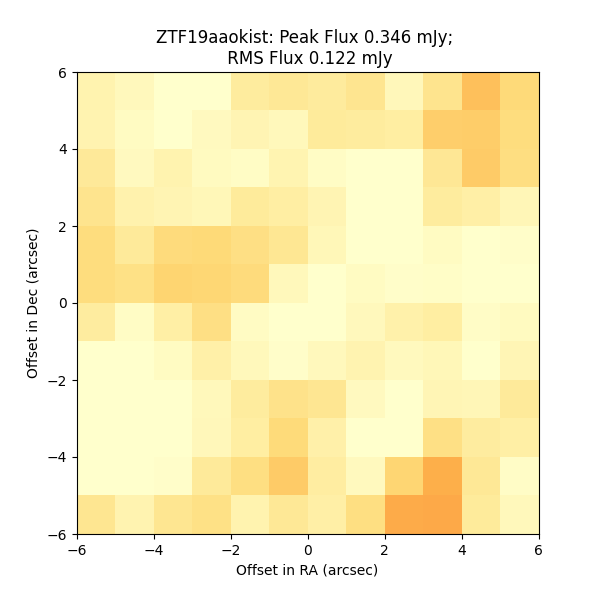 ZTF19aaokist: Peak Flux 0.346 mJy;
RMS Flux 0.122 mJy
6
4
2
0
−2
−4
−6
Offset in Dec (arcsec)
−6 −4 −2 0 2 4 6
Offset in RA (arcsec)